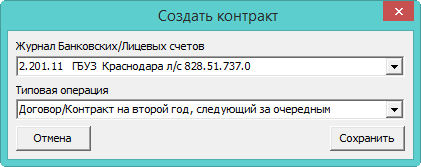 Создать контракт
Журнал Банковских/Лицевых счетов
2.201.11 ГБУЗ Краснодара л/с 828.51.737.0
Типовая операция
Договор/Контракт на второй год, следующий за очередным
Отмена
Сохранить